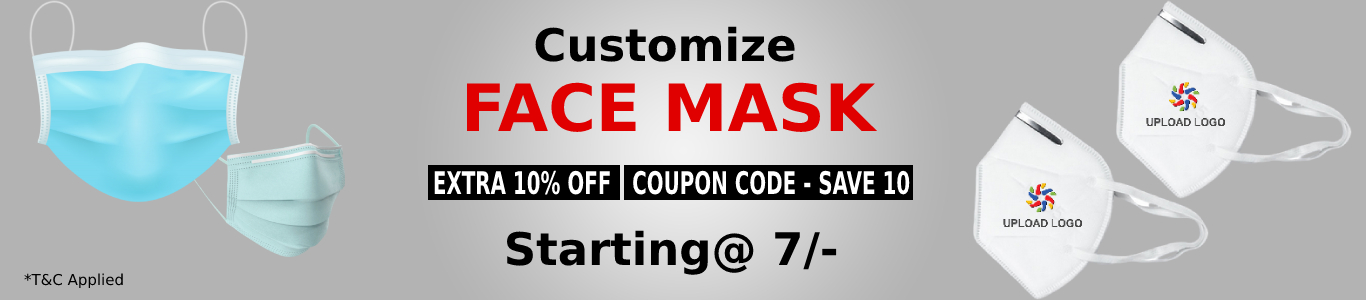 Customize
FACE MASK
EXTRA 10% OFF COUPON CODE - SAVE 10
Starting@ 7/-
*T&C Applied
UPLOAD LOGO
UPLOAD LOGO